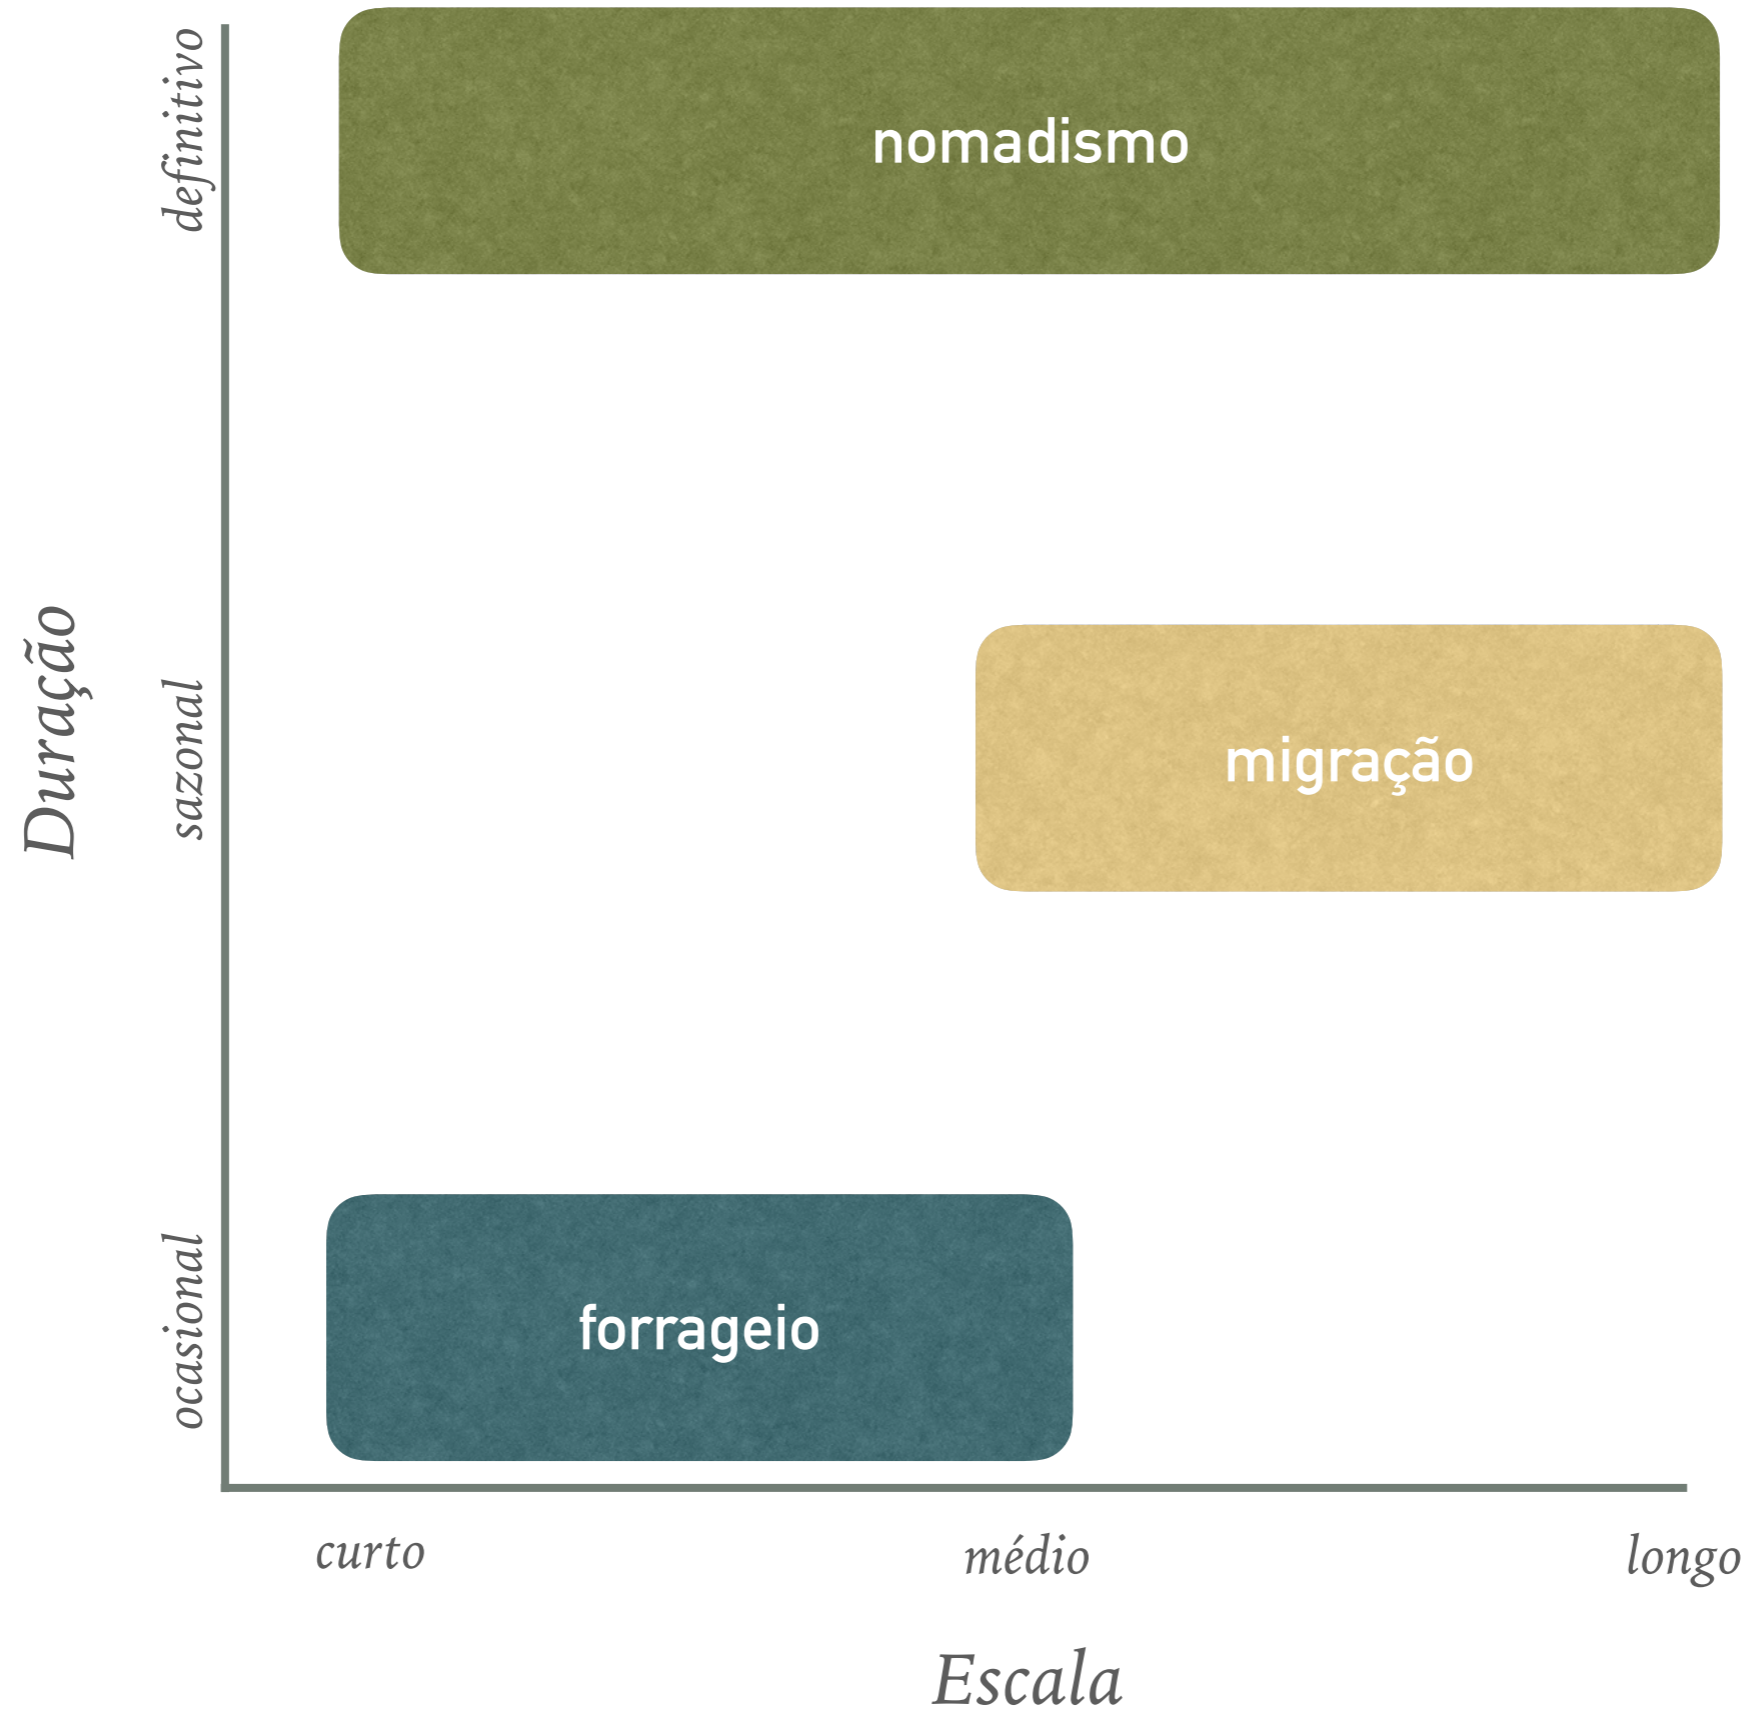 definitivo
nomadismo
Duração
sazonal
migração
ocasional
forrageio
curto
médio
longo
Escala